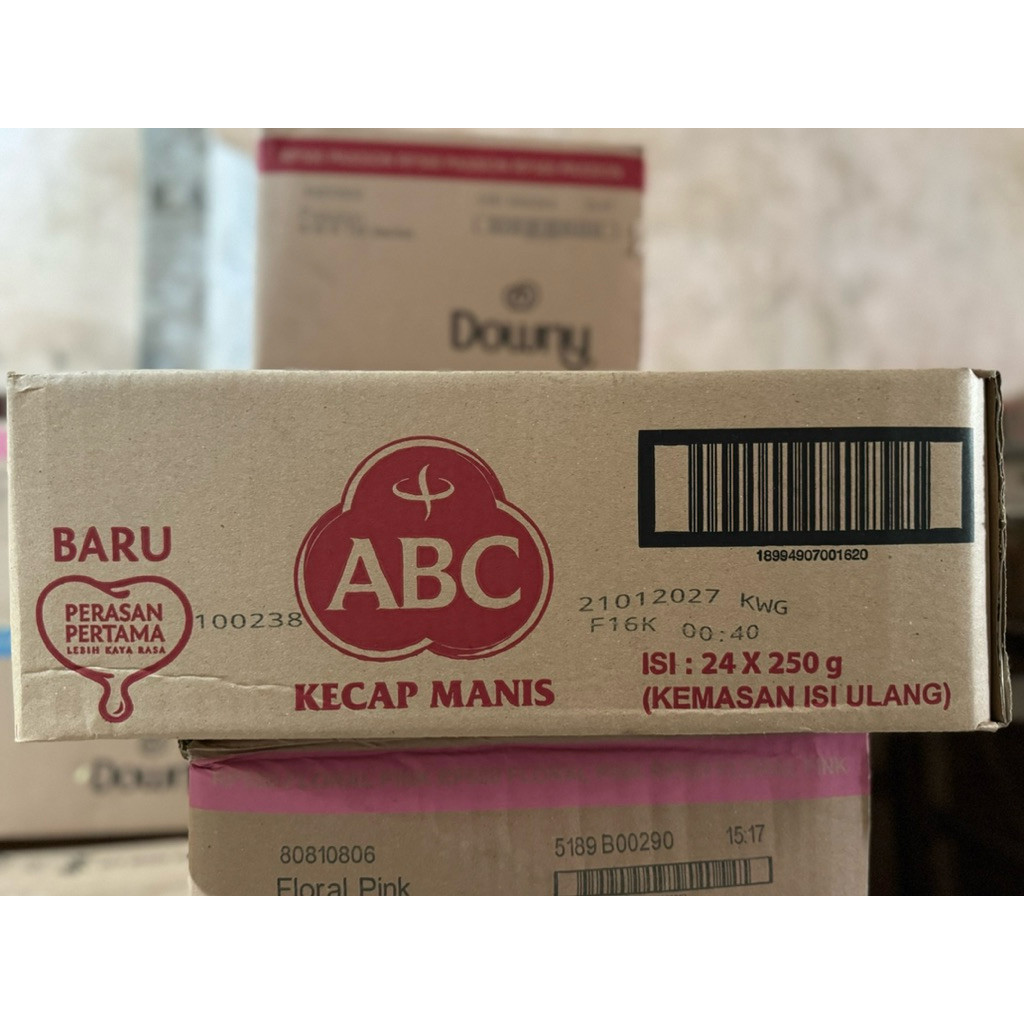 Downy
BARU
PERASAN
PERTAMA
LEBIH KAYA RASA
100238
ABC
KECAP MANIS
18994907001620
21012027 KWG
F16K 00:40
ISI : 24 X 250 g
(KEMASAN ISI ULANG)
Downy
80810806
5189 B00290
15:17
Floral Pink